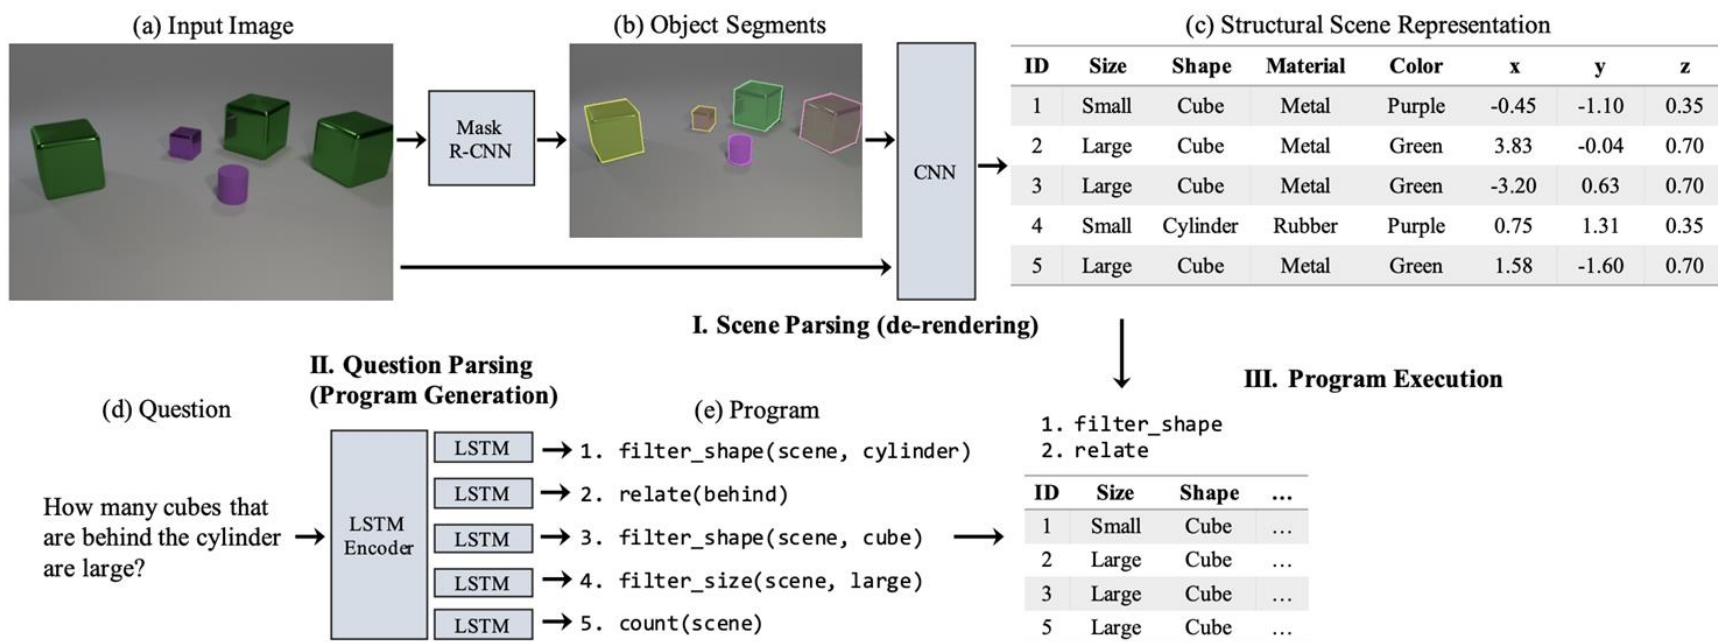 (a) Input Image
(b) Object Segments
(c) Structural Scene Representation
Mask
R-CNN
CNN
ID Size Shape Material Color x y z
1 Small Cube Metal Purple -0.45 -1.10 0.35
2 Large Cube Metal Green 3.83 -0.04 0.70
3 Large Cube Metal Green -3.20 0.63 0.70
4 Small Cylinder Rubber Purple 0.75 1.31 0.35
5 Large Cube Metal Green 1.58 -1.60 0.70
I. Scene Parsing (de-rendering)
II. Question Parsing
(Program Generation)
III. Program Execution
(d) Question
(e) Program
How many cubes that
are behind the cylinder
are large?
LSTM
Encoder
LSTM 1. filter_shape(scene, cylinder)
LSTM 2. relate(behind)
LSTM 3. filter_shape(scene, cube)
LSTM 4. filter_size(scene, large)
LSTM 5. count(scene)
1. filter_shape
2. relate
ID Size Shape ...
1 Small Cube ...
2 Large Cube ...
3 Large Cube ...
5 Large Cube ...